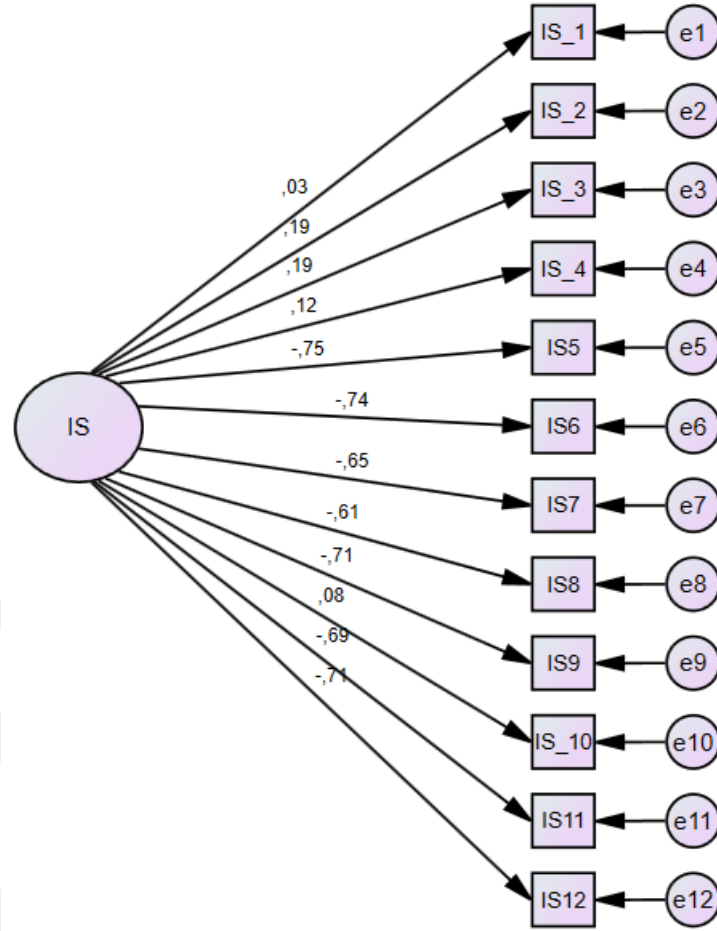 IS_1 e1
IS_2 e2
,03
IS_3 e3
,19
,19
IS_4 e4
,12
-,75
IS5 e5
-,74
IS
IS6 e6
-,65
IS7 e7
-,61
-,71
IS8 e8
,08
-,69
IS9 e9
-,71
IS_10 e10
IS11 e11
IS12 e12